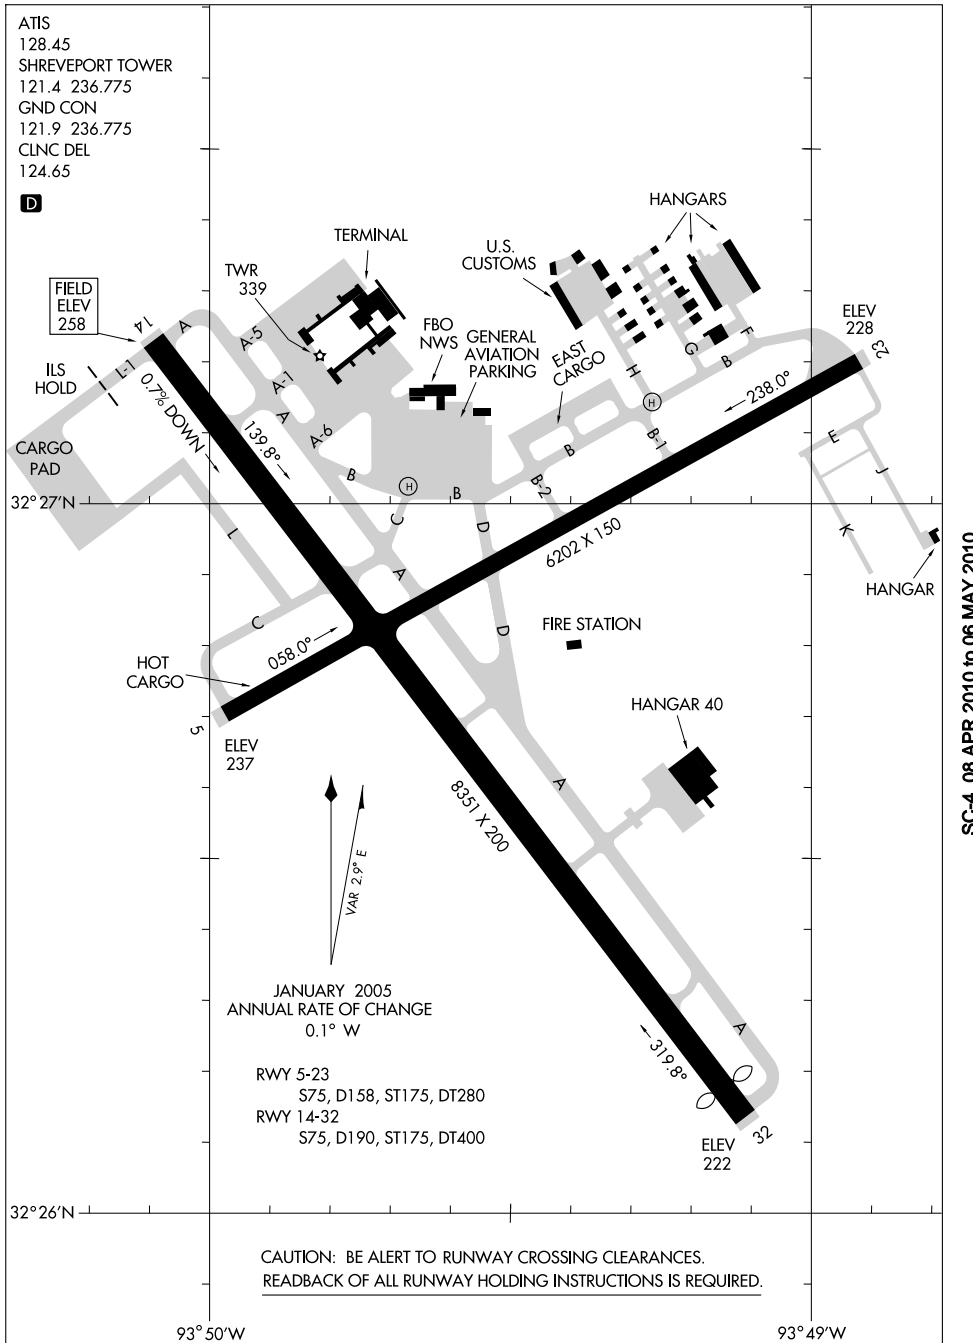 ATIS
128.45
SHREVEPORT TOWER
121.4 236.775
GND CON
121.9 236.775
CLNC DEL
124.65
D
HANGARS
TERMINAL
U.S.
CUSTOMS
TWR
339
FIELD
ELEV
258
14
A
A-5
FBO
NWS
GENERAL
AVIATION
PARKING
EAST
CARGO
ELEV
228
23
F
G
B
H
ILS
HOLD
L-1
A-1
A
A-6
0.7% DOWN
139.8°
238.0°
H
CARGO
PAD
B
B
B-1
B-2
E
J
K
32°27'N
H
B
C
D
L
A
6202 X 150
HANGAR
C
058.0°
D
FIRE STATION
HOT
CARGO
5
ELEV
237
HANGAR 40
A
8351 X 200
VAR 2.9° E
JANUARY 2005
ANNUAL RATE OF CHANGE
0.1° W
A
319.8°
RWY 5-23
S75, D158, ST175, DT280
RWY 14-32
S75, D190, ST175, DT400
32
ELEV
222
32°26'N
CAUTION: BE ALERT TO RUNWAY CROSSING CLEARANCES.
READBACK OF ALL RUNWAY HOLDING INSTRUCTIONS IS REQUIRED.
93°50'W
93°49'W
SC-4, 08 APR 2010 to 06 MAY 2010